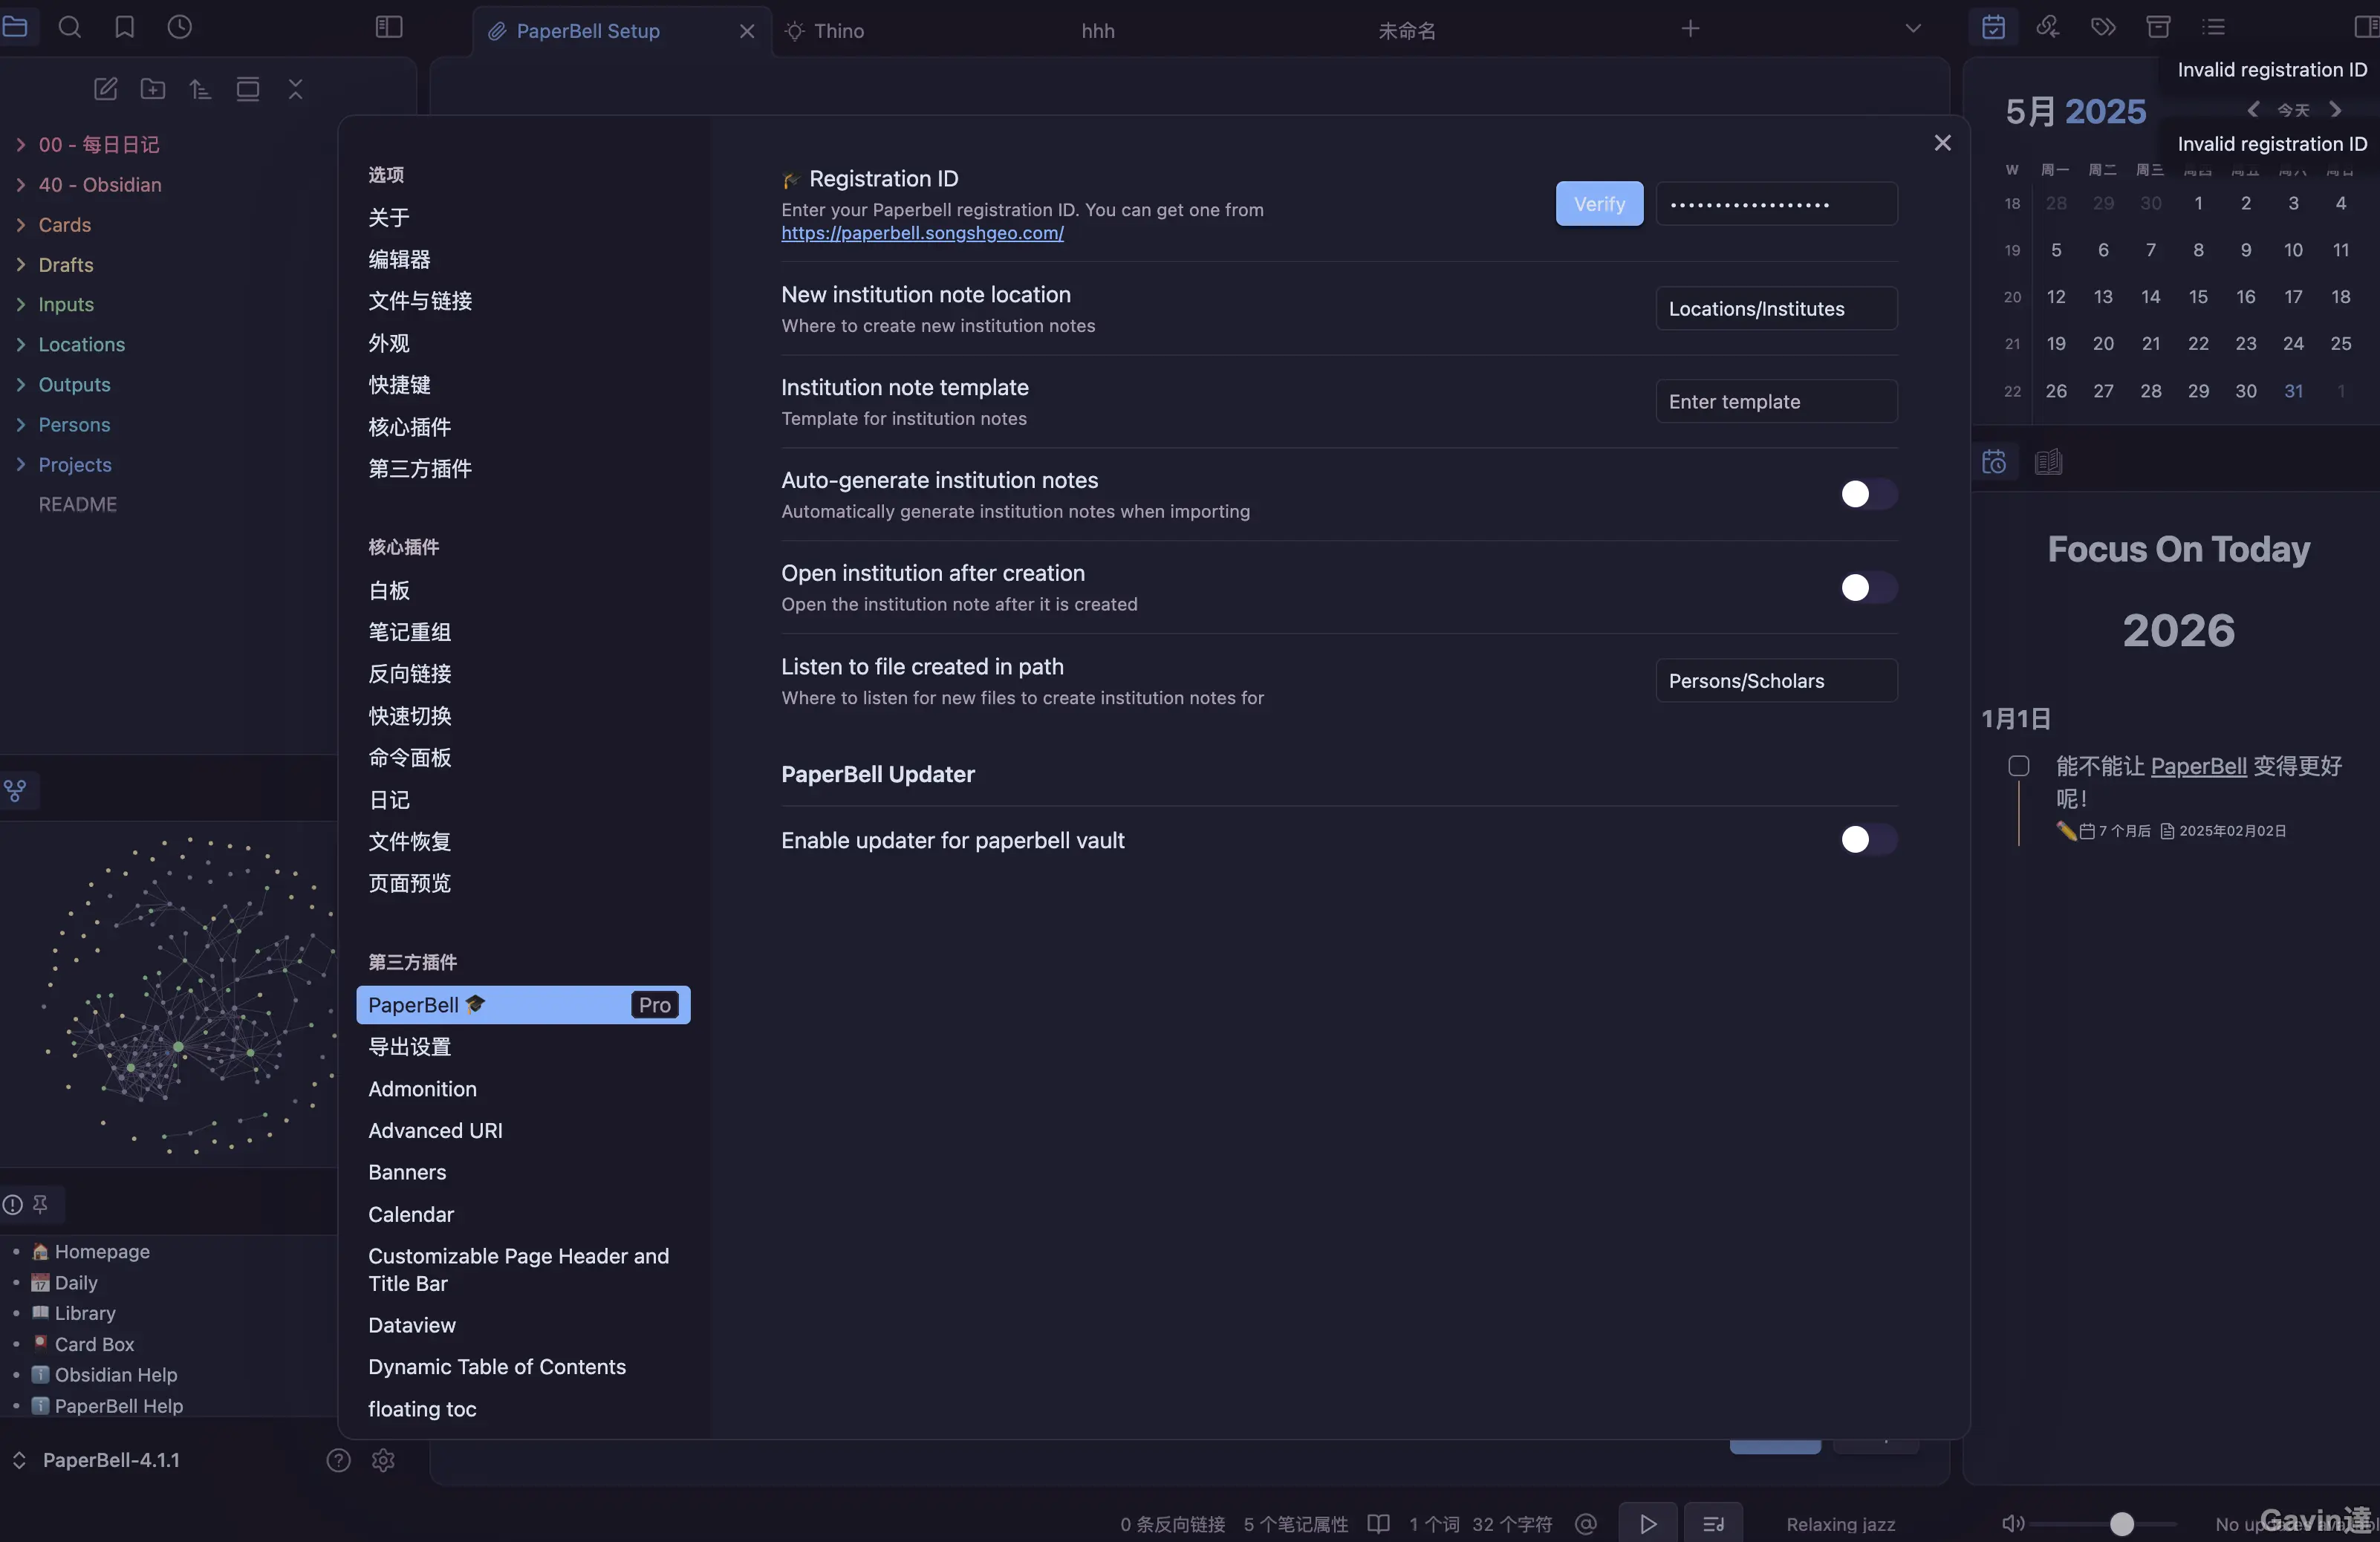 PaperBell Setup
Thino
hhh
未命名
Invalid registration ID
Invalid registration ID
00 - 每日日记
40 - Obsidian
Cards
Drafts
Inputs
Locations
Outputs
Persons
Projects
README
选项
关于
编辑器
文件与链接
外观
快捷键
核心插件
第三方插件
核心插件
白板
笔记重组
反向链接
快速切换
命令面板
日记
文件恢复
页面预览
第三方插件
PaperBell 🎓 Pro
导出设置
Admonition
Advanced URI
Banners
Calendar
Customizable Page Header and
Title Bar
Dataview
Dynamic Table of Contents
floating toc
🎓 Registration ID
Enter your Paperbell registration ID. You can get one from
https://paperbell.songshgeo.com/
Verify
•••••••••••••••••
New institution note location
Where to create new institution notes
Locations/Institutes
Institution note template
Template for institution notes
Enter template
Auto-generate institution notes
Automatically generate institution notes when importing
Open institution after creation
Open the institution note after it is created
Listen to file created in path
Where to listen for new files to create institution notes for
Persons/Scholars
PaperBell Updater
Enable updater for paperbell vault
5月 2025
今天
W 周一 周二 周三 周四 周五 周六 周日
18 28 29 30 1 2 3 4
19 5 6 7 8 9 10 11
20 12 13 14 15 16 17 18
21 19 20 21 22 23 24 25
22 26 27 28 29 30 31 1
Focus On Today
2026
1月1日
能不能让 PaperBell 变得更好
呢！
7 个月后 2025年02月02日
Homepage
Daily
Library
Card Box
Obsidian Help
PaperBell Help
PaperBell-4.1.1
0 条反向链接 5 个笔记属性 1 个词 32 个字符
Relaxing jazz
No
Gavin達